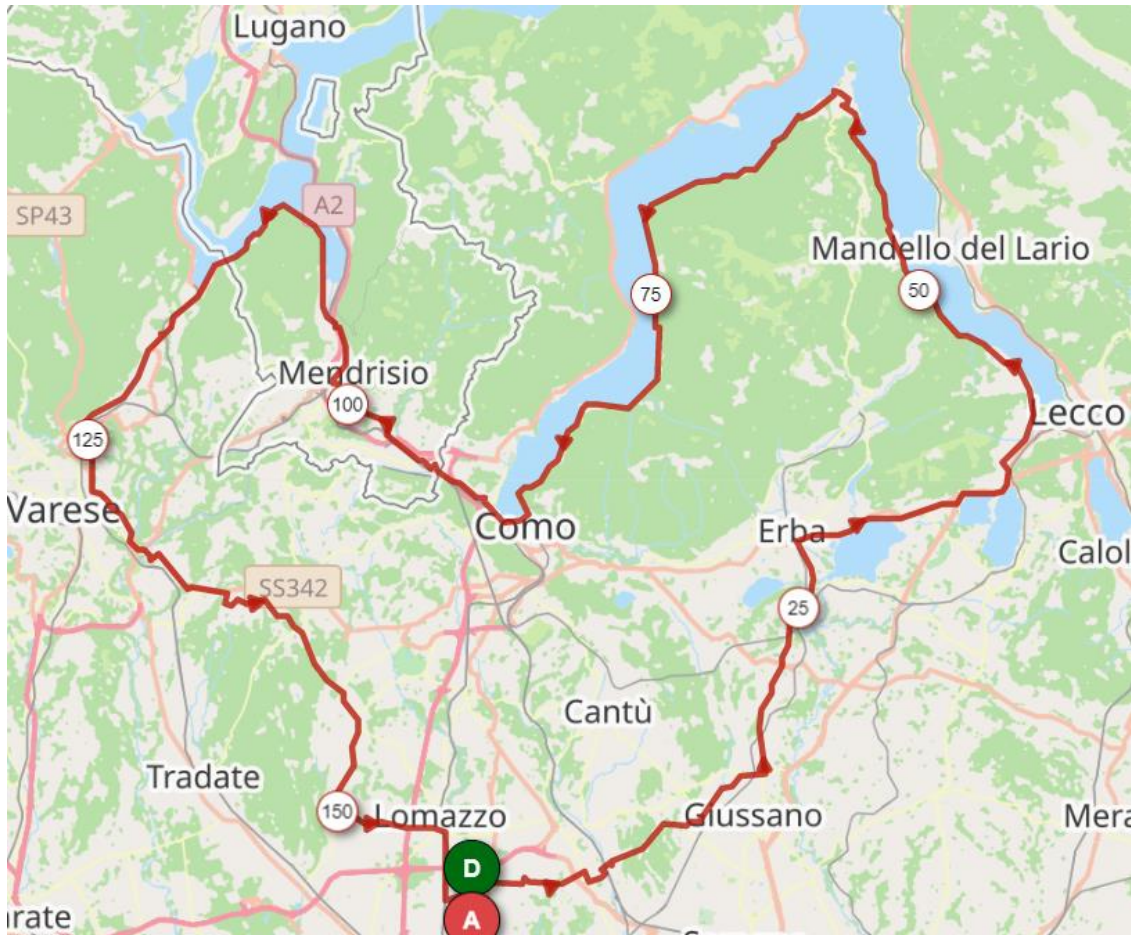 Lugano
SP43
A2
Mandello del Lario
75
50
Mendrisio
100
Lecco
125
Varese
Como
Erba
Calol
SS342
25
Cantù
Tradate
150
Lomazzo
Giussano
Mera
D
A
arate